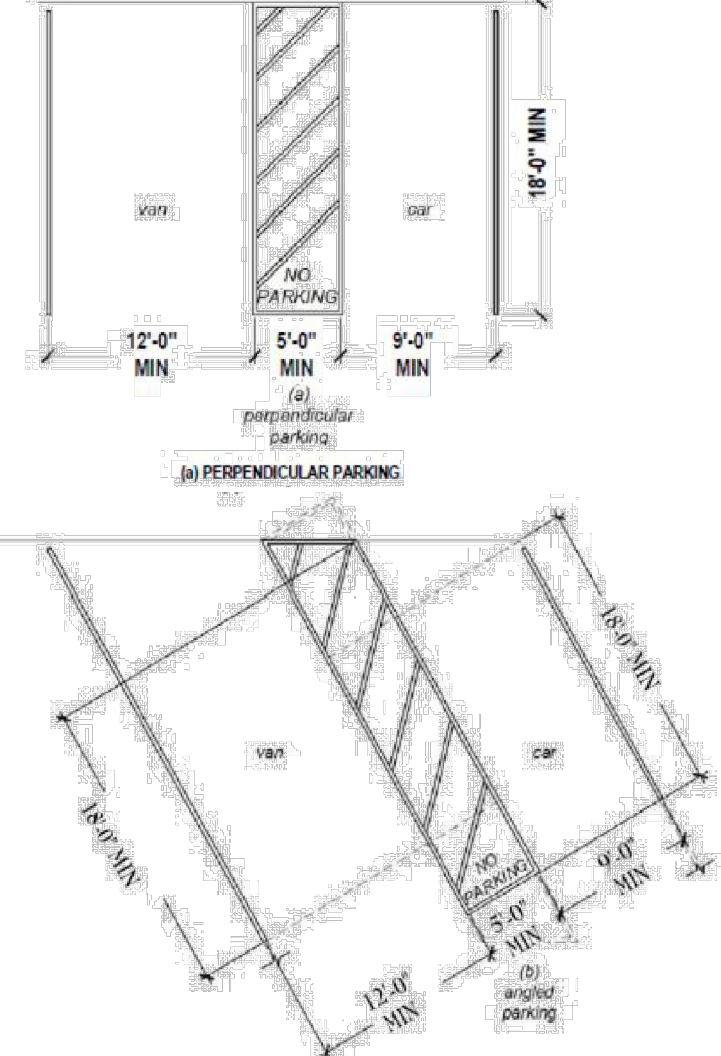 18'-0" MIN
van
car
NO
PARKING
12'-0"
MIN
5'-0"
MIN
9'-0"
MIN
(a)
perpendicular
parking
(a) PERPENDICULAR PARKING
18'-0" MIN
van
car
18'-0" MIN
NO
PARKING
9'-0"
MIN
5'-0"
MIN
12'-0"
MIN
(b)
angled
parking